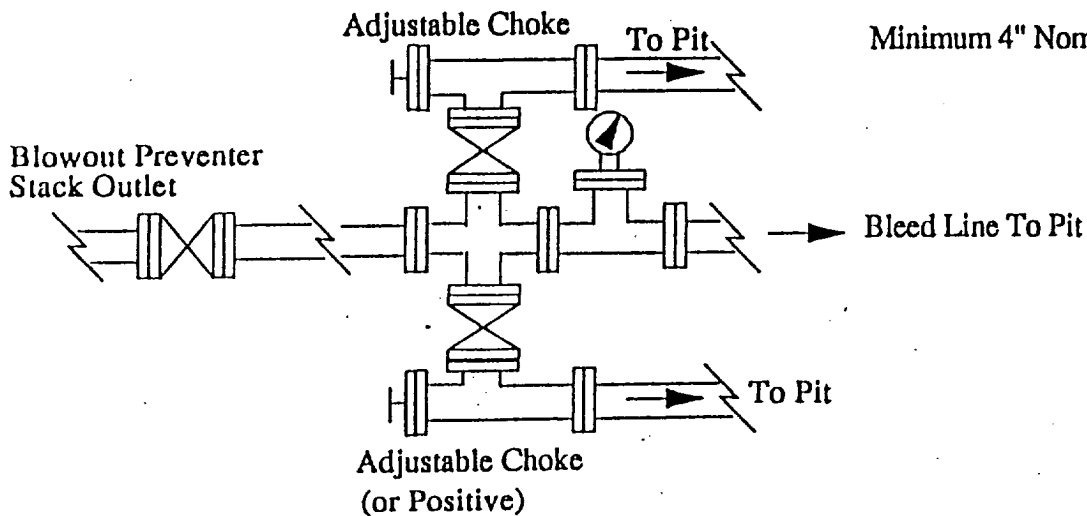 Adjustable Choke
To Pit
Minimum 4" Nom
Blowout Preventer
Stack Outlet
Bleed Line To Pit
To Pit
Adjustable Choke
(or Positive)